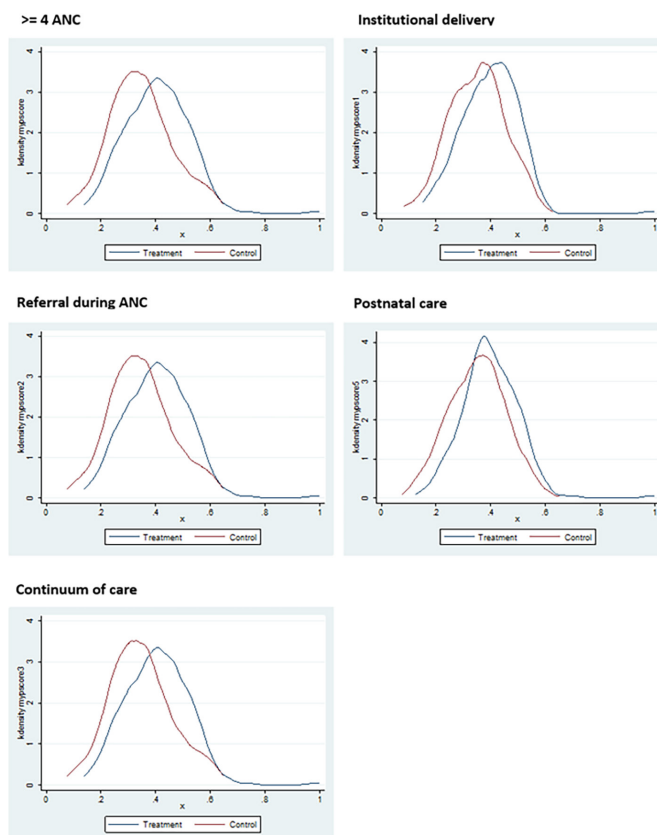 >= 4 ANC
Institutional delivery
kdensity mypscore
0 1 2 3 4
0 .2 .4 .6 .8 1
x
Treatment Control
kdensity mypscore1
0 1 2 3 4
0 .2 .4 .6 .8 1
x
Treatment Control
Referral during ANC
Postnatal care
kdensity mypscore2
0 1 2 3 4
0 .2 .4 .6 .8 1
x
Treatment Control
kdensity mypscore5
0 1 2 3 4
0 .2 .4 .6 .8 1
x
Treatment Control
Continuum of care
kdensity mypscore3
0 1 2 3 4
0 .2 .4 .6 .8 1
x
Treatment Control